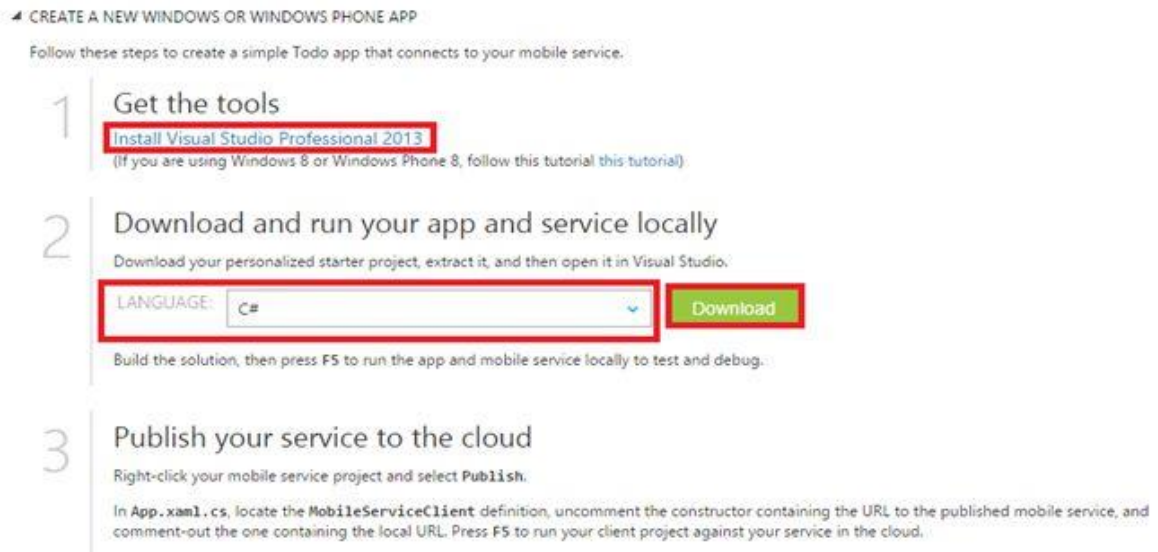 CREATE A NEW WINDOWS OR WINDOWS PHONE APP
Follow these steps to create a simple Todo app that connects to your mobile service.
1
Get the tools
Install Visual Studio Professional 2013
(If you are using Windows 8 or Windows Phone 8, follow this tutorial this tutorial)
2
Download and run your app and service locally
Download your personalized starter project, extract it, and then open it in Visual Studio.
LANGUAGE: C# Download
Build the solution, then press F5 to run the app and mobile service locally to test and debug.
3
Publish your service to the cloud
Right-click your mobile service project and select Publish.
In App.xaml.cs, locate the MobileServiceClient definition, uncomment the constructor containing the URL to the published mobile service, and
comment-out the one containing the local URL. Press F5 to run your client project against your service in the cloud.